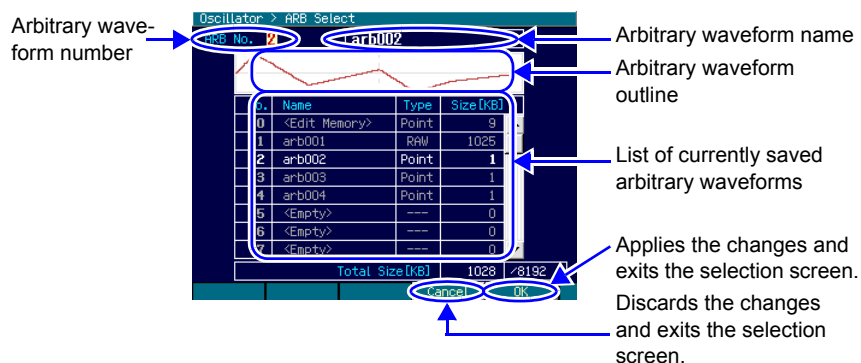 Oscillator > ARB Select
Arbitrary wave-
form number
ARB No. 2
arb002
Arbitrary waveform name
Arbitrary waveform
outline
No. Name Type Size[KB]
0 <Edit Memory> Point 9
1 arb001 RAW 1025
2 arb002 Point 1
3 arb003 Point 1
4 arb004 Point 1
5 <Empty> --- 0
6 <Empty> --- 0
7 <Empty> --- 0
List of currently saved
arbitrary waveforms
Total Size[KB] 1028 /8192
Cancel OK
Applies the changes and
exits the selection screen.
Discards the changes
and exits the selection
screen.